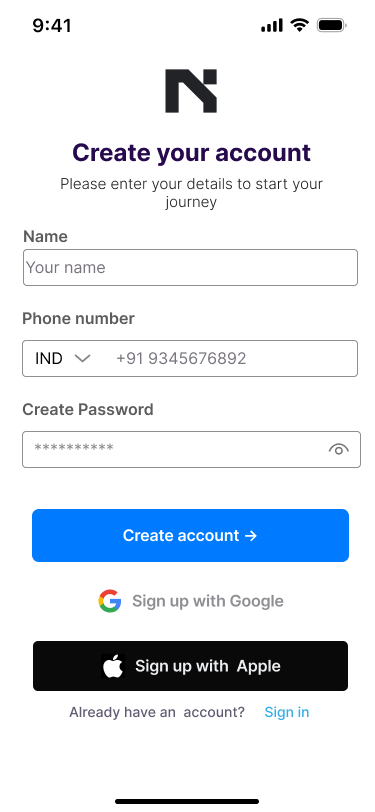 9:41
Create your account
Please enter your details to start your
journey
Name
Your name
Phone number
IND +91 9345676892
Create Password
**********
Create account →
Sign up with Google
Sign up with Apple
Already have an account? Sign in